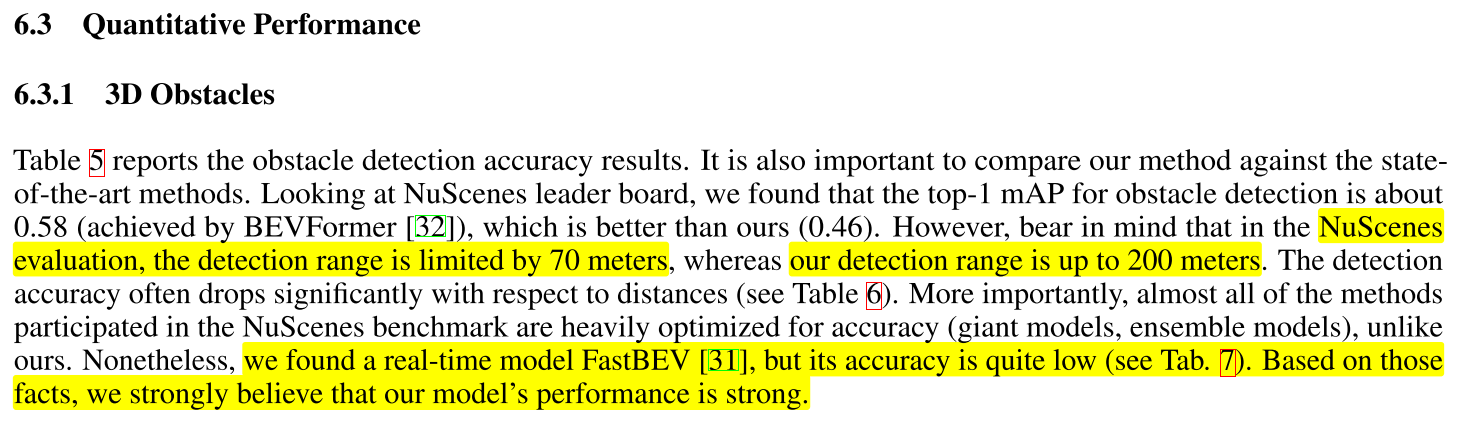 6.3 Quantitative Performance
6.3.1 3D Obstacles
Table 5 reports the obstacle detection accuracy results. It is also important to compare our method against the state-
of-the-art methods. Looking at NuScenes leader board, we found that the top-1 mAP for obstacle detection is about
0.58 (achieved by BEVFormer [32]), which is better than ours (0.46). However, bear in mind that in the NuScenes
evaluation, the detection range is limited by 70 meters, whereas our detection range is up to 200 meters. The detection
accuracy often drops significantly with respect to distances (see Table 6). More importantly, almost all of the methods
participated in the NuScenes benchmark are heavily optimized for accuracy (giant models, ensemble models), unlike
ours. Nonetheless, we found a real-time model FastBEV [31], but its accuracy is quite low (see Tab. 7). Based on those
facts, we strongly believe that our model's performance is strong.